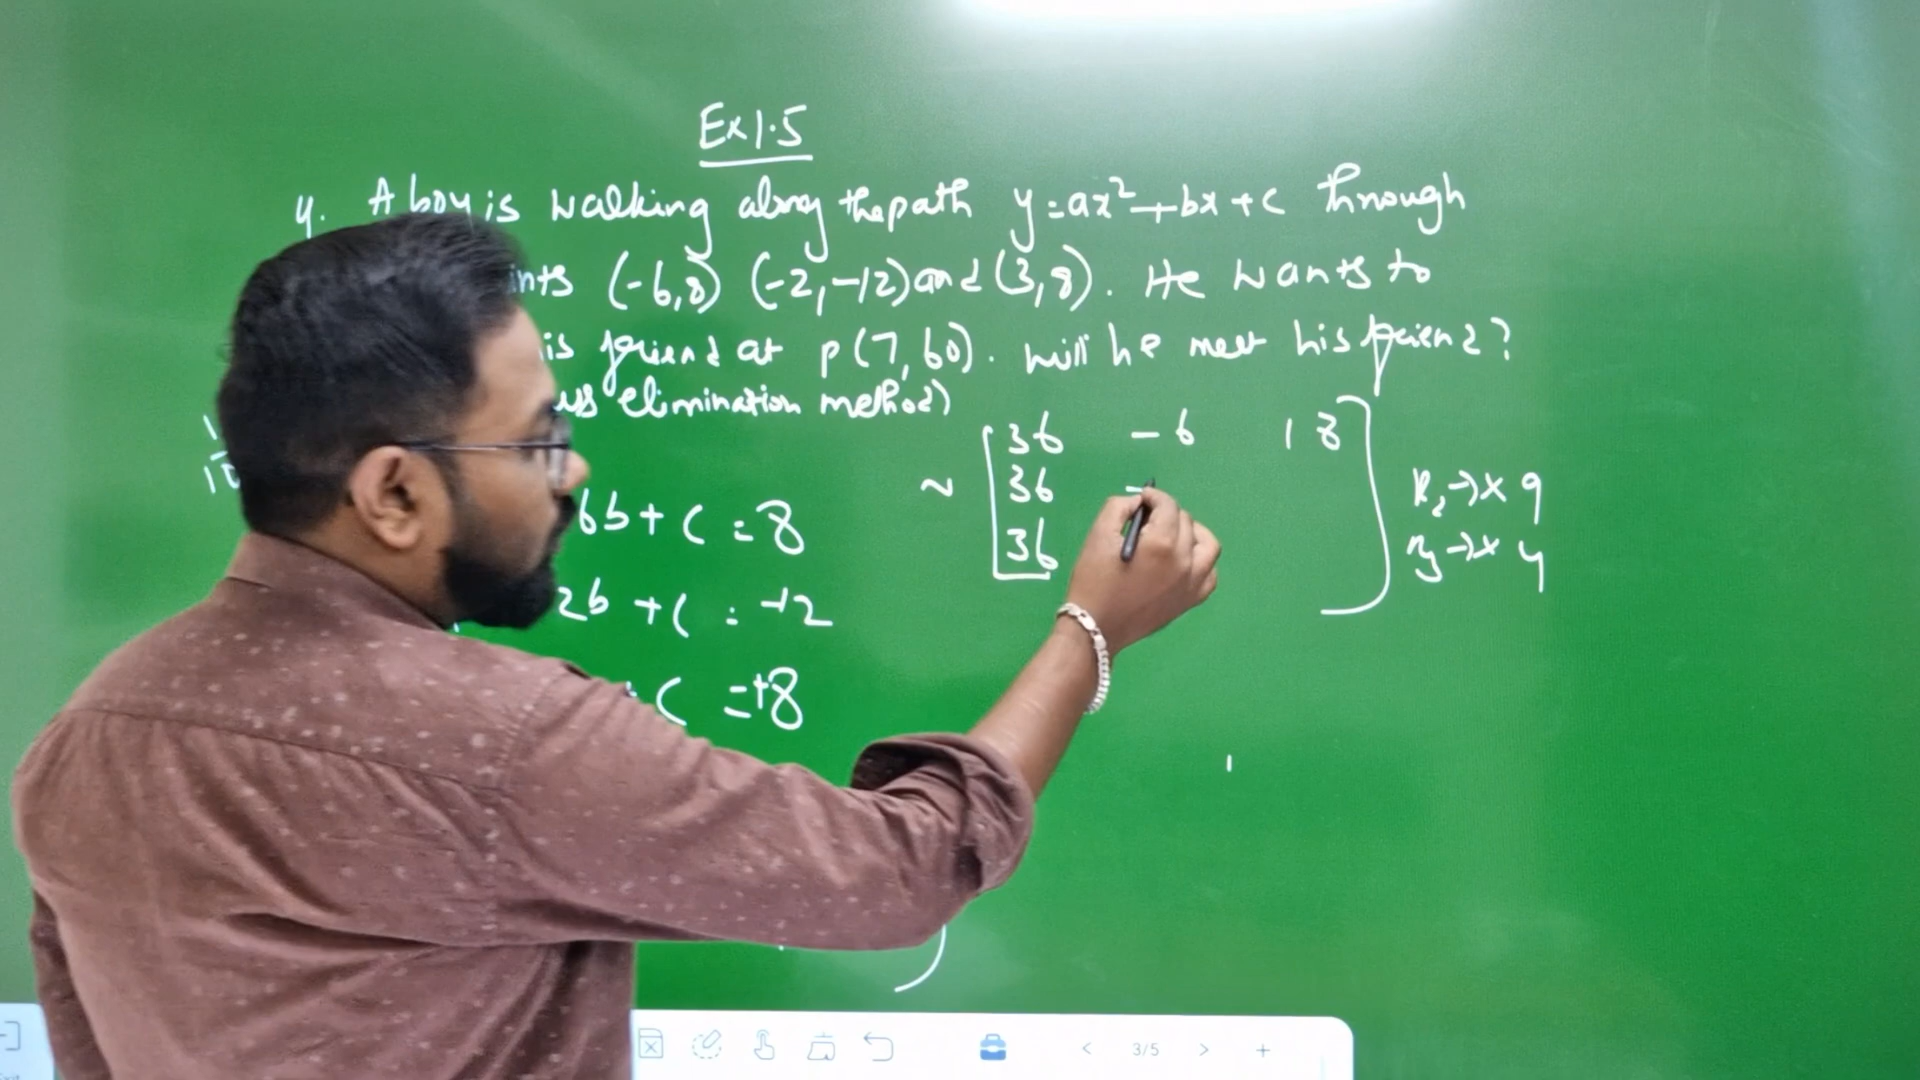 Ex 1.5
4. A boy is walking along the path y=ax²+bx+c through
ints (-6,8) (-2,-12) and (3,8). He wants to
is friend at p(7,60). will he meet his friend?
uss elimination method)
6b+c=8
2b+c=-12
+c=+8
~ [36 -6 1 8
36 -
36 ]
R₂→×9
R₃→×4
3/5